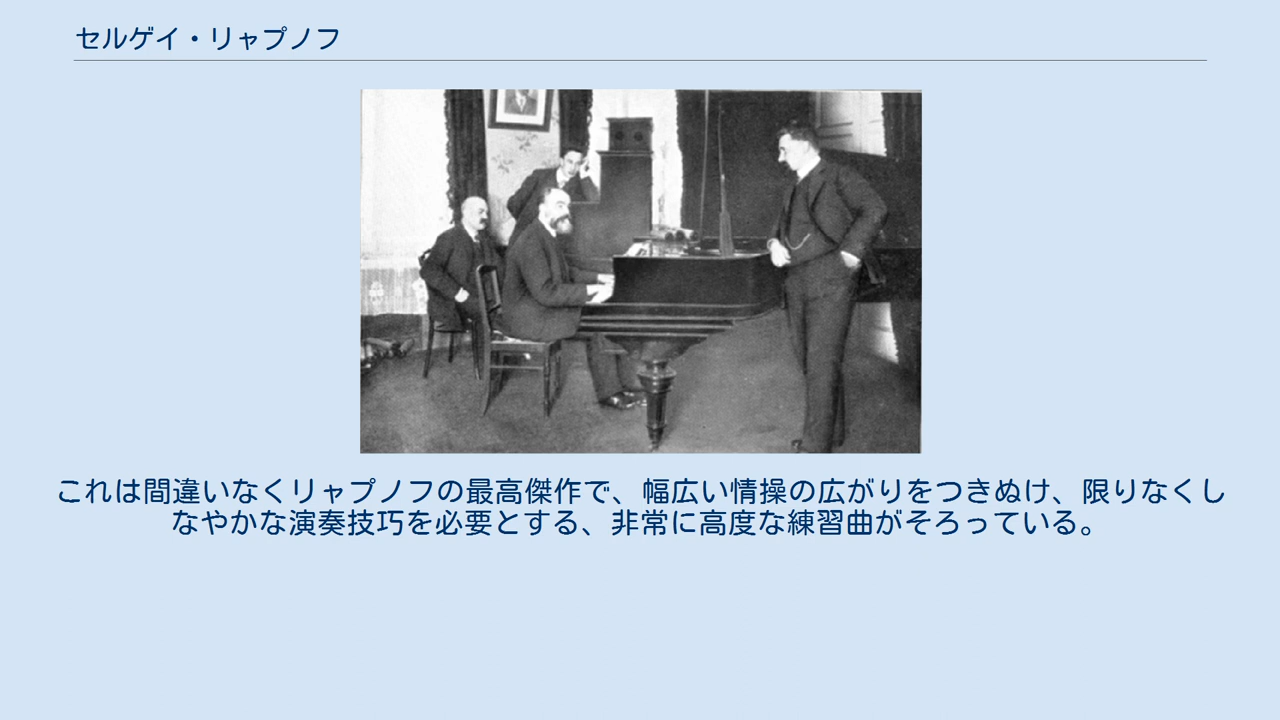 セルゲイ・リャプノフ
これは間違いなくリャプノフの最高傑作で、幅広い情操の広がりをつきぬけ、限りなくし
なやかな演奏技巧を必要とする、非常に高度な練習曲がそろっている。